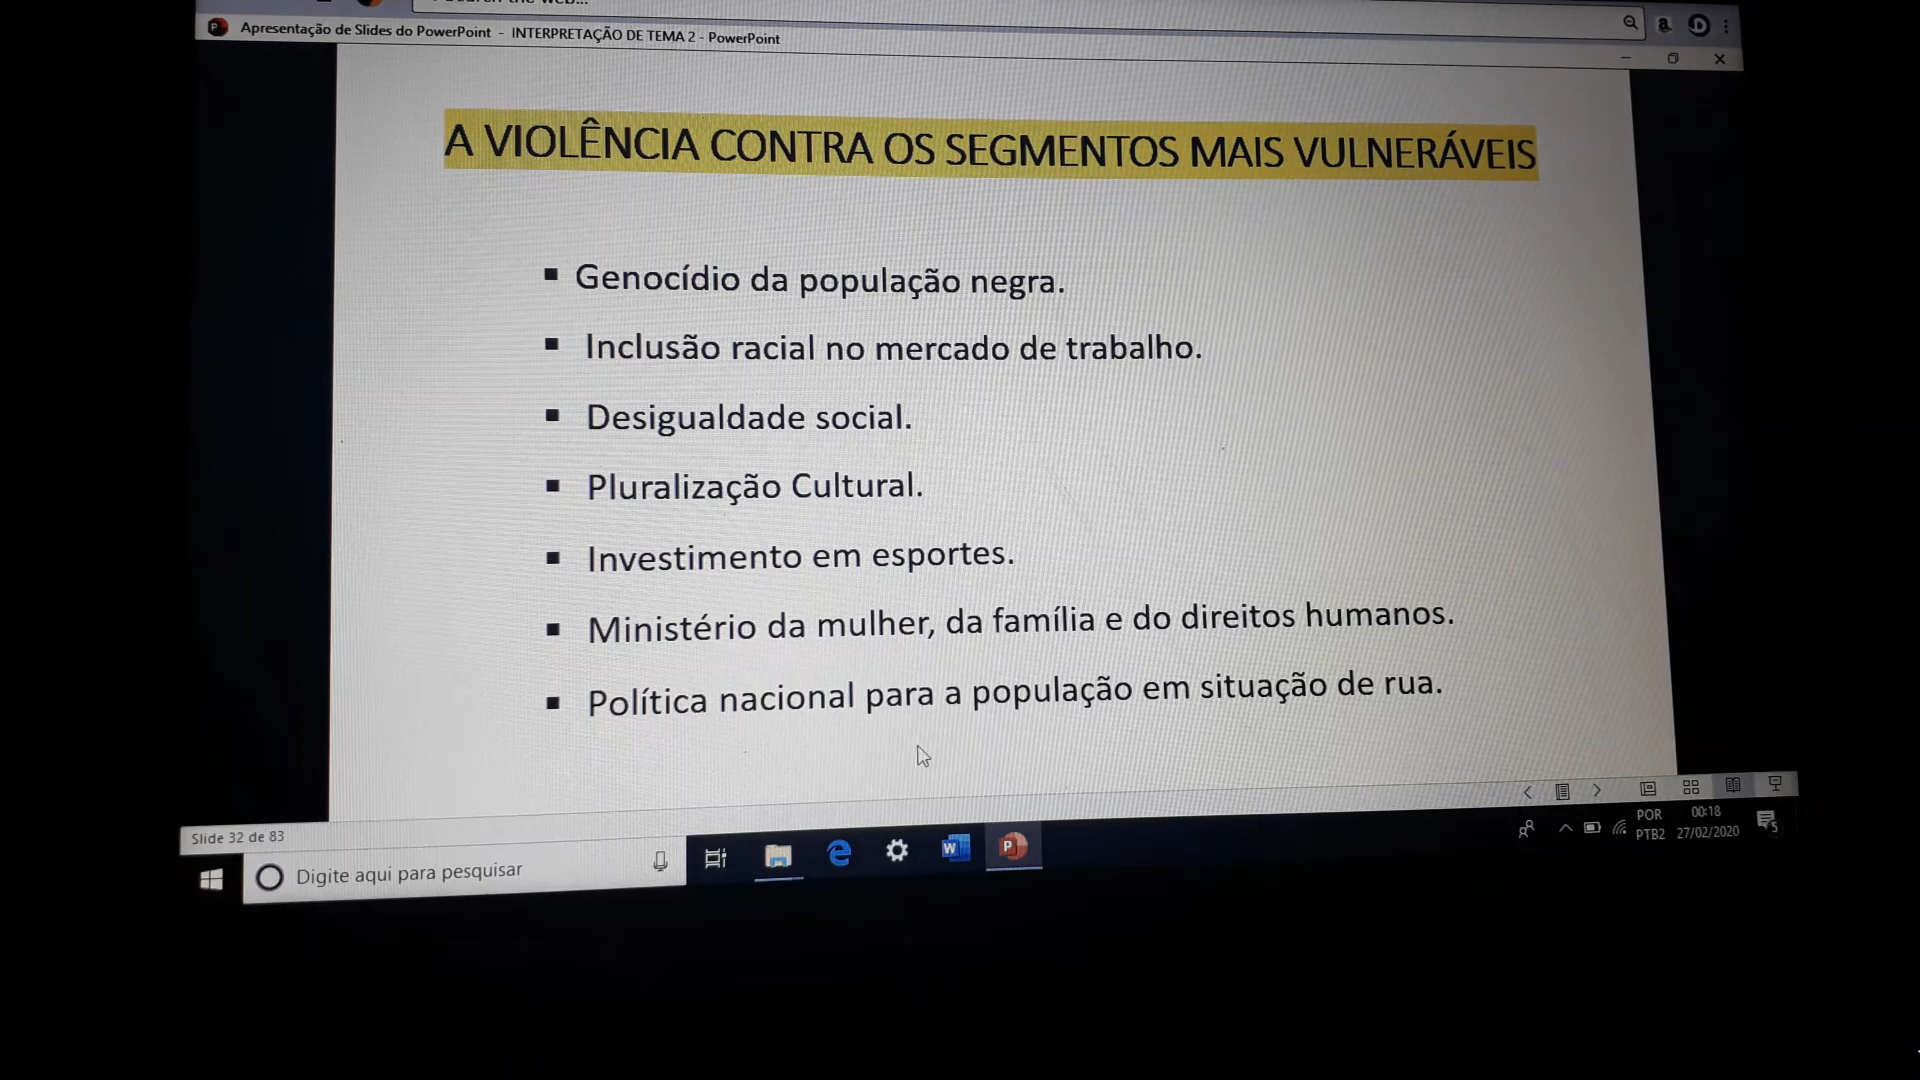 Apresentação de Slides do PowerPoint - INTERPRETAÇÃO DE TEMA 2 - PowerPoint
A VIOLÊNCIA CONTRA OS SEGMENTOS MAIS VULNERÁVEIS
▪ Genocídio da população negra.
▪ Inclusão racial no mercado de trabalho.
▪ Desigualdade social.
▪ Pluralização Cultural.
▪ Investimento em esportes.
▪ Ministério da mulher, da família e do direitos humanos.
▪ Política nacional para a população em situação de rua.
Slide 32 de 83
Digite aqui para pesquisar
POR
PTB2
00:18
27/02/2020
5